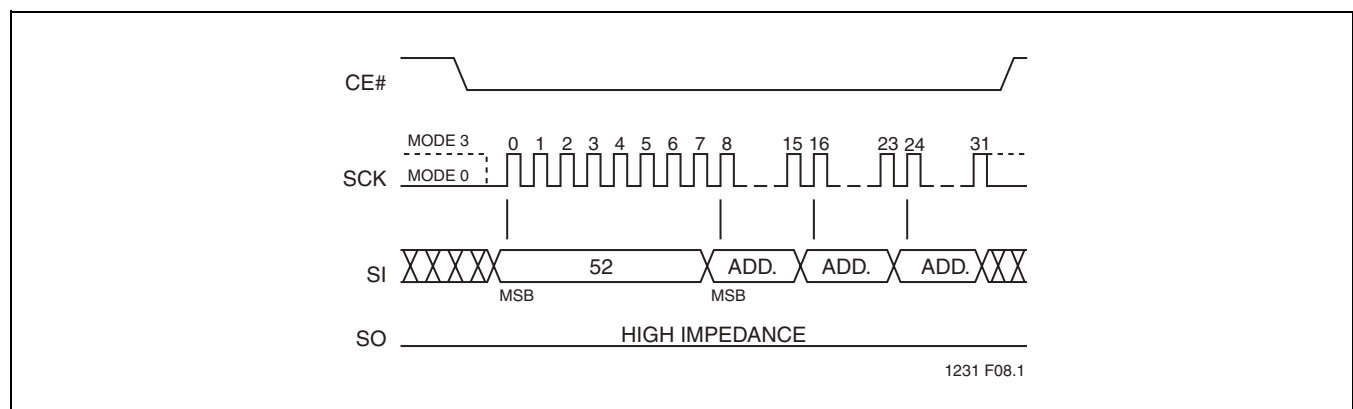 CE#
MODE 3
0 1 2 3 4 5 6 7 8 15 16 23 24 31
SCK MODE 0
SI 52 ADD. ADD. ADD.
MSB MSB
SO HIGH IMPEDANCE
1231 F08.1